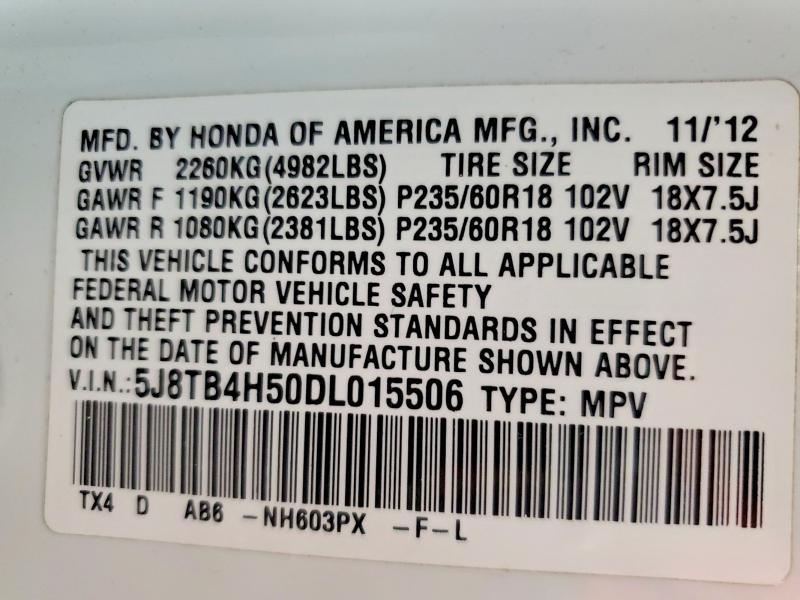 MFD. BY HONDA OF AMERICA MFG., INC. 11/'12
GVWR 2260KG(4982LBS) TIRE SIZE RIM SIZE
GAWR F 1190KG(2623LBS) P235/60R18 102V 18X7.5J
GAWR R 1080KG(2381LBS) P235/60R18 102V 18X7.5J
THIS VEHICLE CONFORMS TO ALL APPLICABLE
FEDERAL MOTOR VEHICLE SAFETY
AND THEFT PREVENTION STANDARDS IN EFFECT
ON THE DATE OF MANUFACTURE SHOWN ABOVE.
V.I.N.:5J8TB4H50DL015506 TYPE: MPV
TX4 D AB6 -NH603PX -F-L